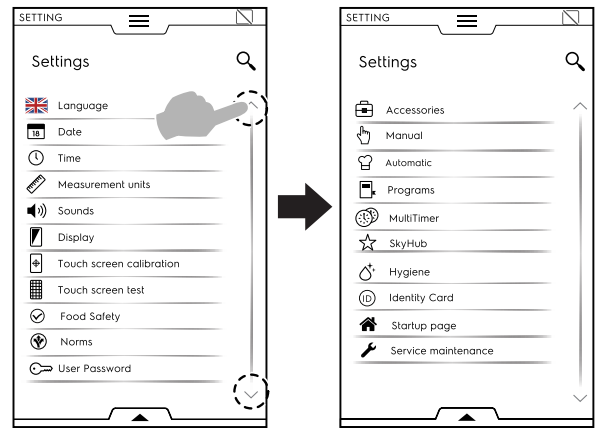 SETTING
Settings
Language
18 Date
Time
Measurement units
Sounds
Display
Touch screen calibration
Touch screen test
Food Safety
Norms
User Password
SETTING
Settings
Accessories
Manual
Automatic
Programs
MultiTimer
SkyHub
Hygiene
ID Identity Card
Startup page
Service maintenance